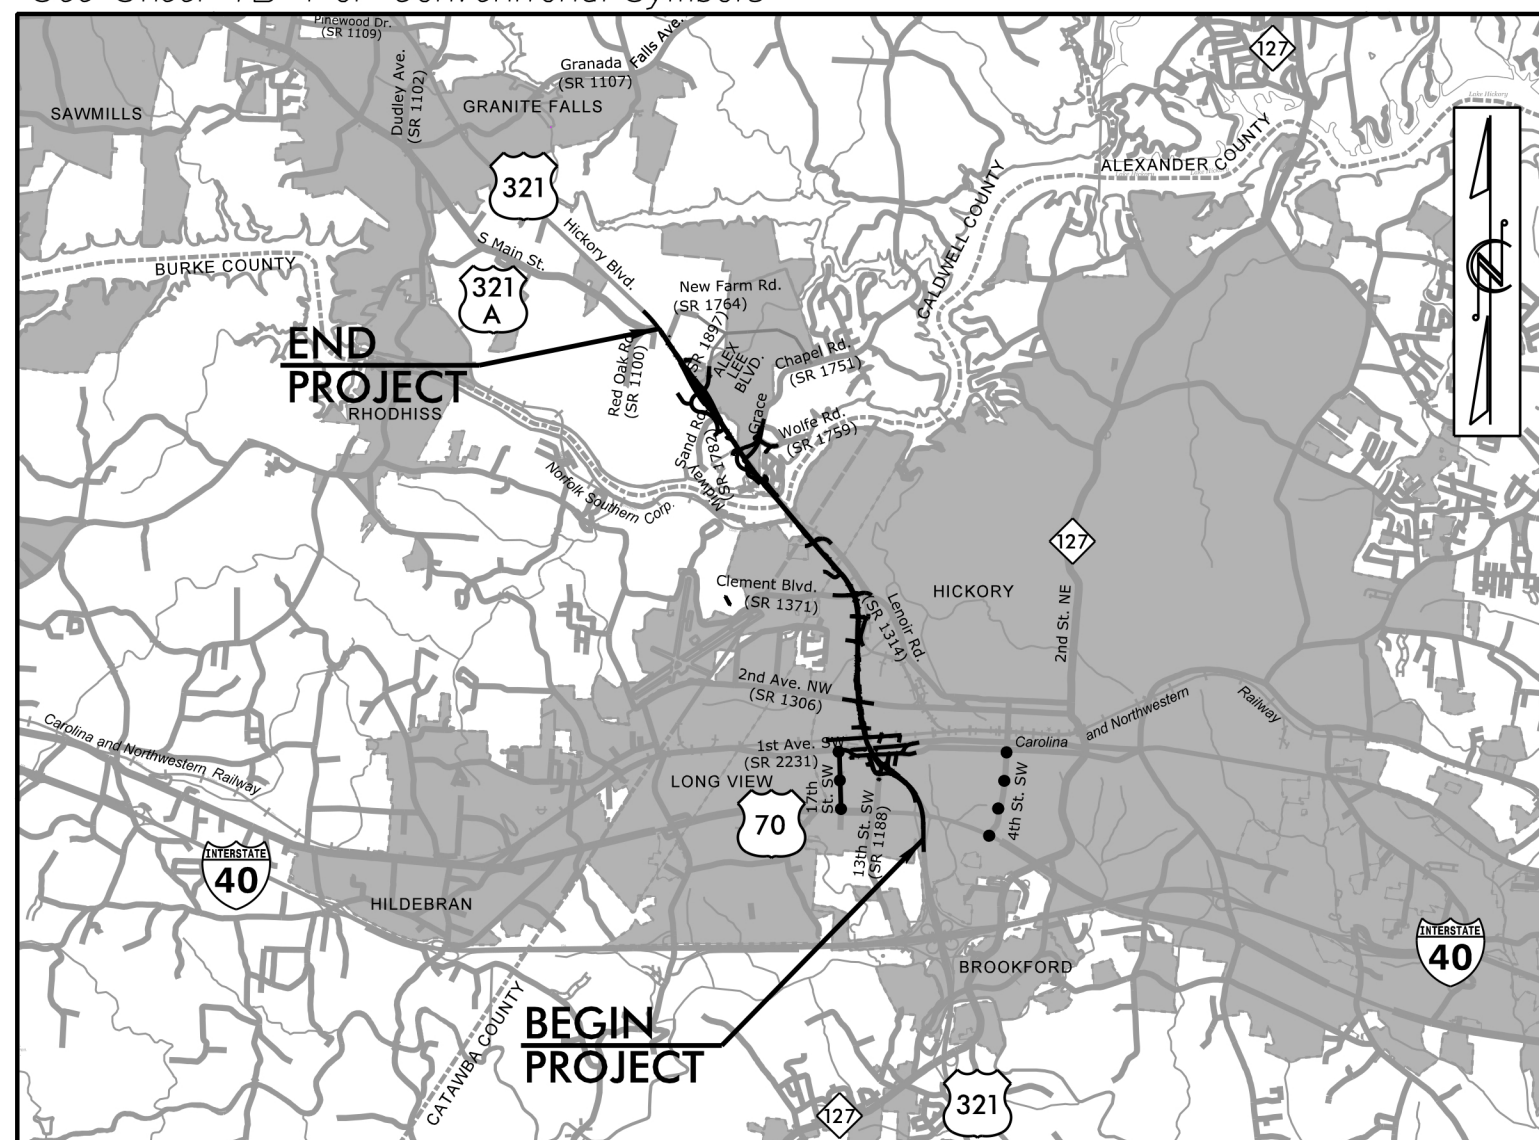 Pinewood Dr.
(SR 1109)
Dudley Ave.
(SR 1102)
Granada
(SR 1107)
Falls Ave.
127
SAWMILLS
GRANITE FALLS
Lake Hickory
ALEXANDER COUNTY
CALDWELL COUNTY
321
Hickory Blvd.
S Main St.
321
A
BURKE COUNTY
New Farm Rd.
(SR 1764)
(SR 1897)
ALEX
LEE
BLVD.
Chapel Rd.
(SR 1751)
END
PROJECT
RHODHISS
Red Oak Rd.
(SR 1100)
Grace
Wolfe Rd.
(SR 1759)
Sand Rd.
Midway
(SR 1782)
Norfolk Southern Corp.
127
Clement Blvd.
(SR 1371)
Lenoir Rd.
(SR 1314)
HICKORY
2nd St. NE
2nd Ave. NW
(SR 1306)
Carolina and Northwestern Railway
Carolina and Northwestern Railway
1st Ave. SW
(SR 2231)
LONG VIEW
17th
St. SW
70
13th St. SW
(SR 1188)
4th St. SW
INTERSTATE
40
HILDEBRAN
INTERSTATE
40
BROOKFORD
BEGIN
PROJECT
CATAWBA COUNTY
127
321